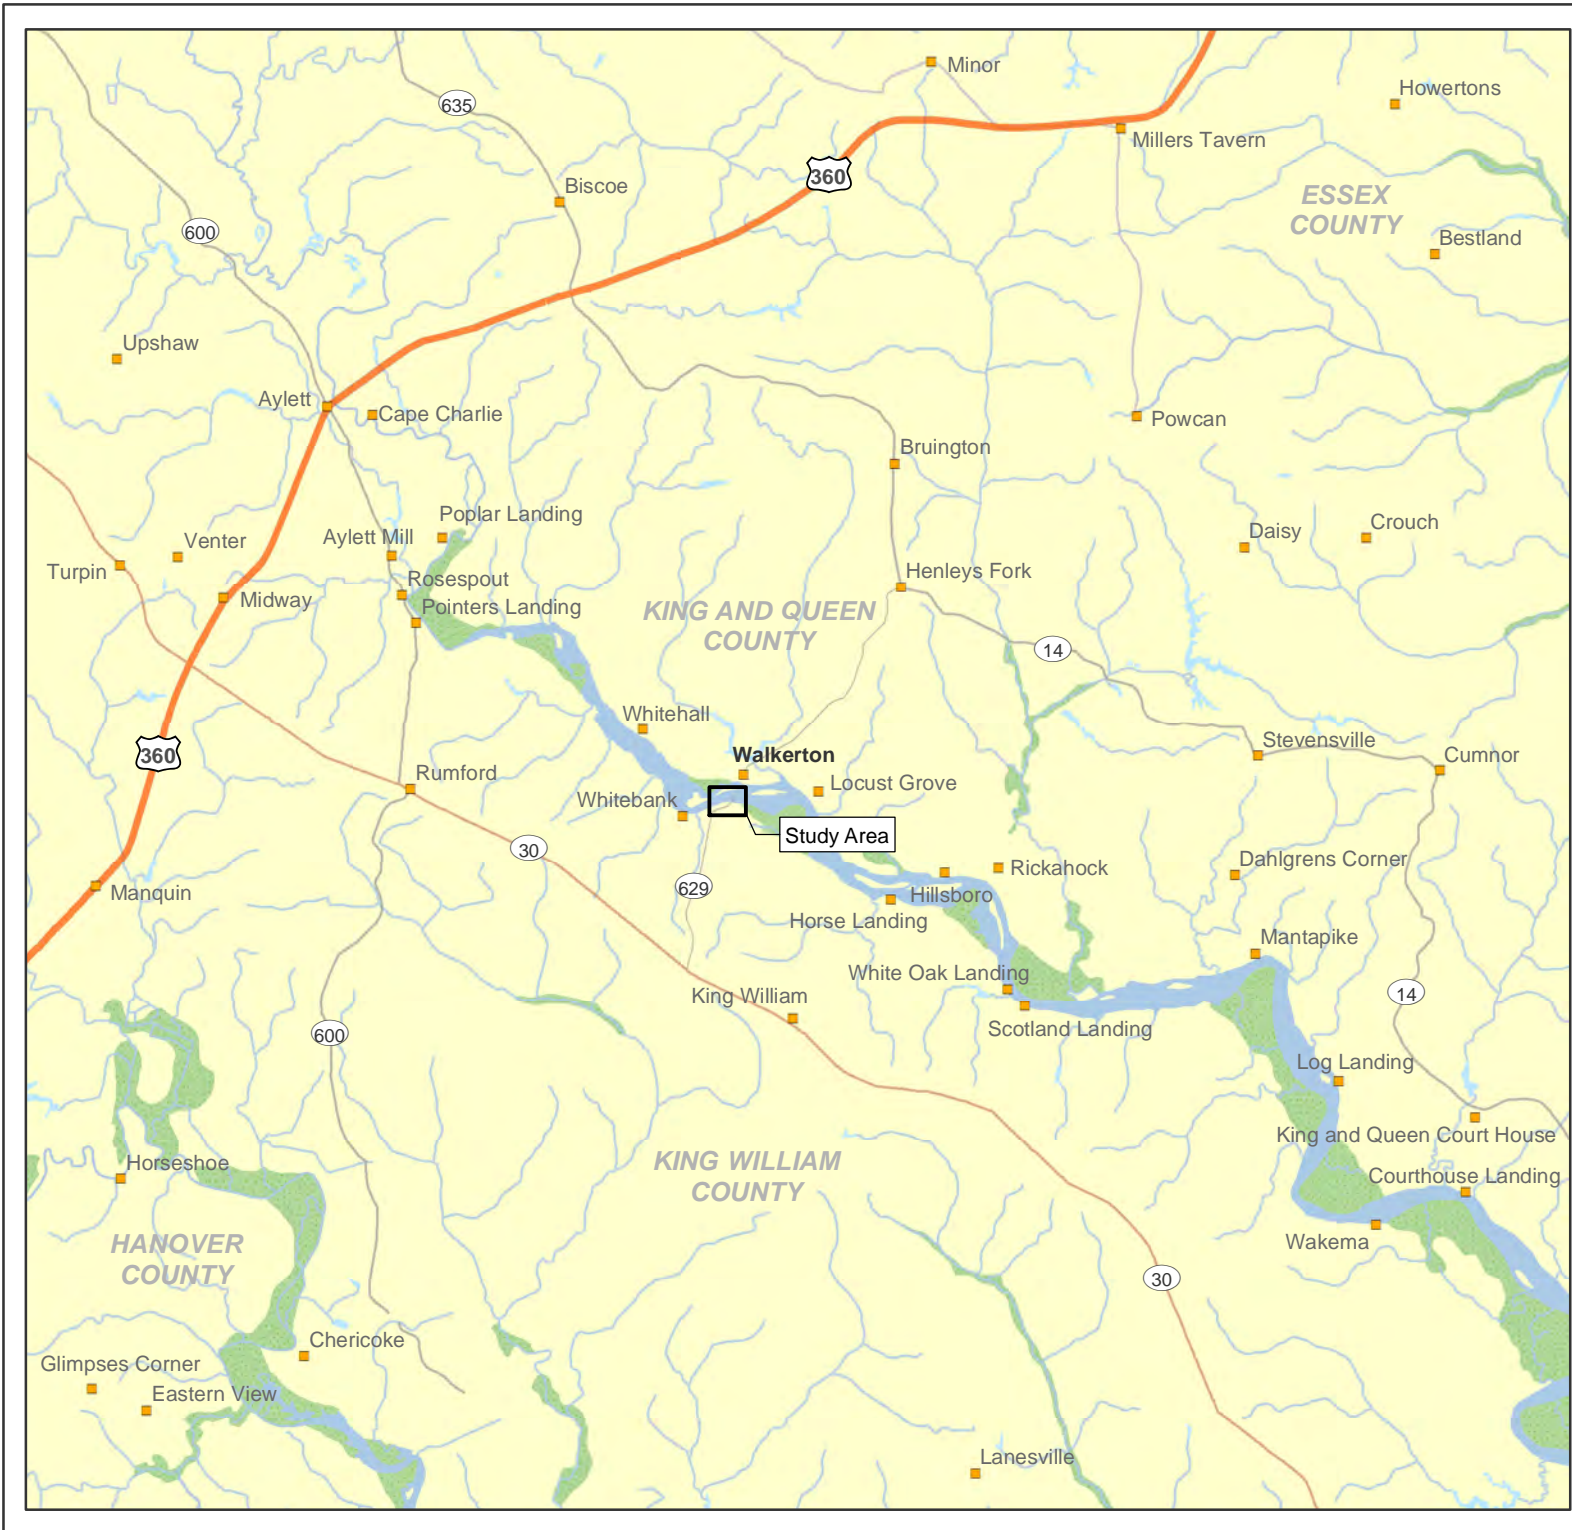 Minor
Howertons
635
Millers Tavern
360
Biscoe
ESSEX
COUNTY
600
Bestland
Upshaw
Aylett
Cape Charlie
Powcan
Bruington
Poplar Landing
Crouch
Daisy
Venter
Aylett Mill
Turpin
Henleys Fork
Rosespout
Midway
Pointers Landing
KING AND QUEEN
COUNTY
14
Whitehall
Stevensville
Cumnor
360
Walkerton
Rumford
Locust Grove
Whitebank
Study Area
30
Dahlgrens Corner
Rickahock
629
Manquin
Hillsboro
Horse Landing
Mantapike
White Oak Landing
14
King William
Scotland Landing
600
Log Landing
King and Queen Court House
Horseshoe
KING WILLIAM
COUNTY
Courthouse Landing
HANOVER
COUNTY
Wakema
30
Chericoke
Glimpses Corner
Eastern View
Lanesville